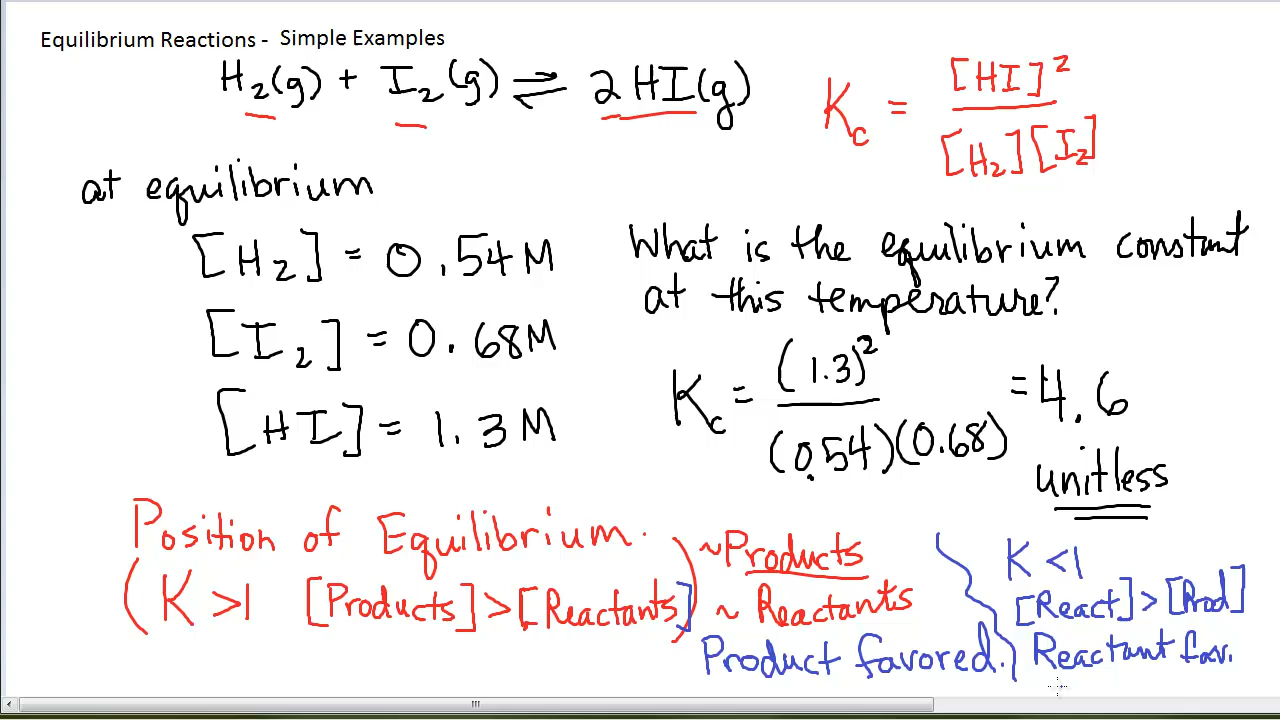 Equilibrium Reactions - Simple Examples
H₂(g) + I₂(g) ⇌ 2HI(g)
K꜀ = [HI]² / [H₂][I₂]
at equilibrium
[H₂] = 0.54M
[I₂] = 0.68M
[HI] = 1.3M
What is the equilibrium constant
at this temperature?
K꜀ = (1.3)² / (0.54)(0.68) = 4.6
unitless
Position of Equilibrium.
(K >1 [Products] > [Reactants])
~Products
~ Reactants
Product favored.
K <1
[React] > [Prod]
Reactant fav.